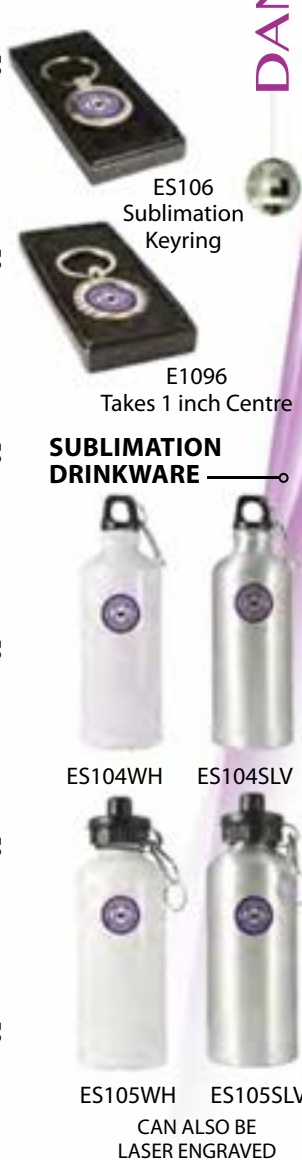 DAN
ES106
Sublimation
Keyring
E1096
Takes 1 inch Centre
SUBLIMATION
DRINKWARE
ES104WH ES104SLV
ES105WH ES105SLV
CAN ALSO BE
LASER ENGRAVED